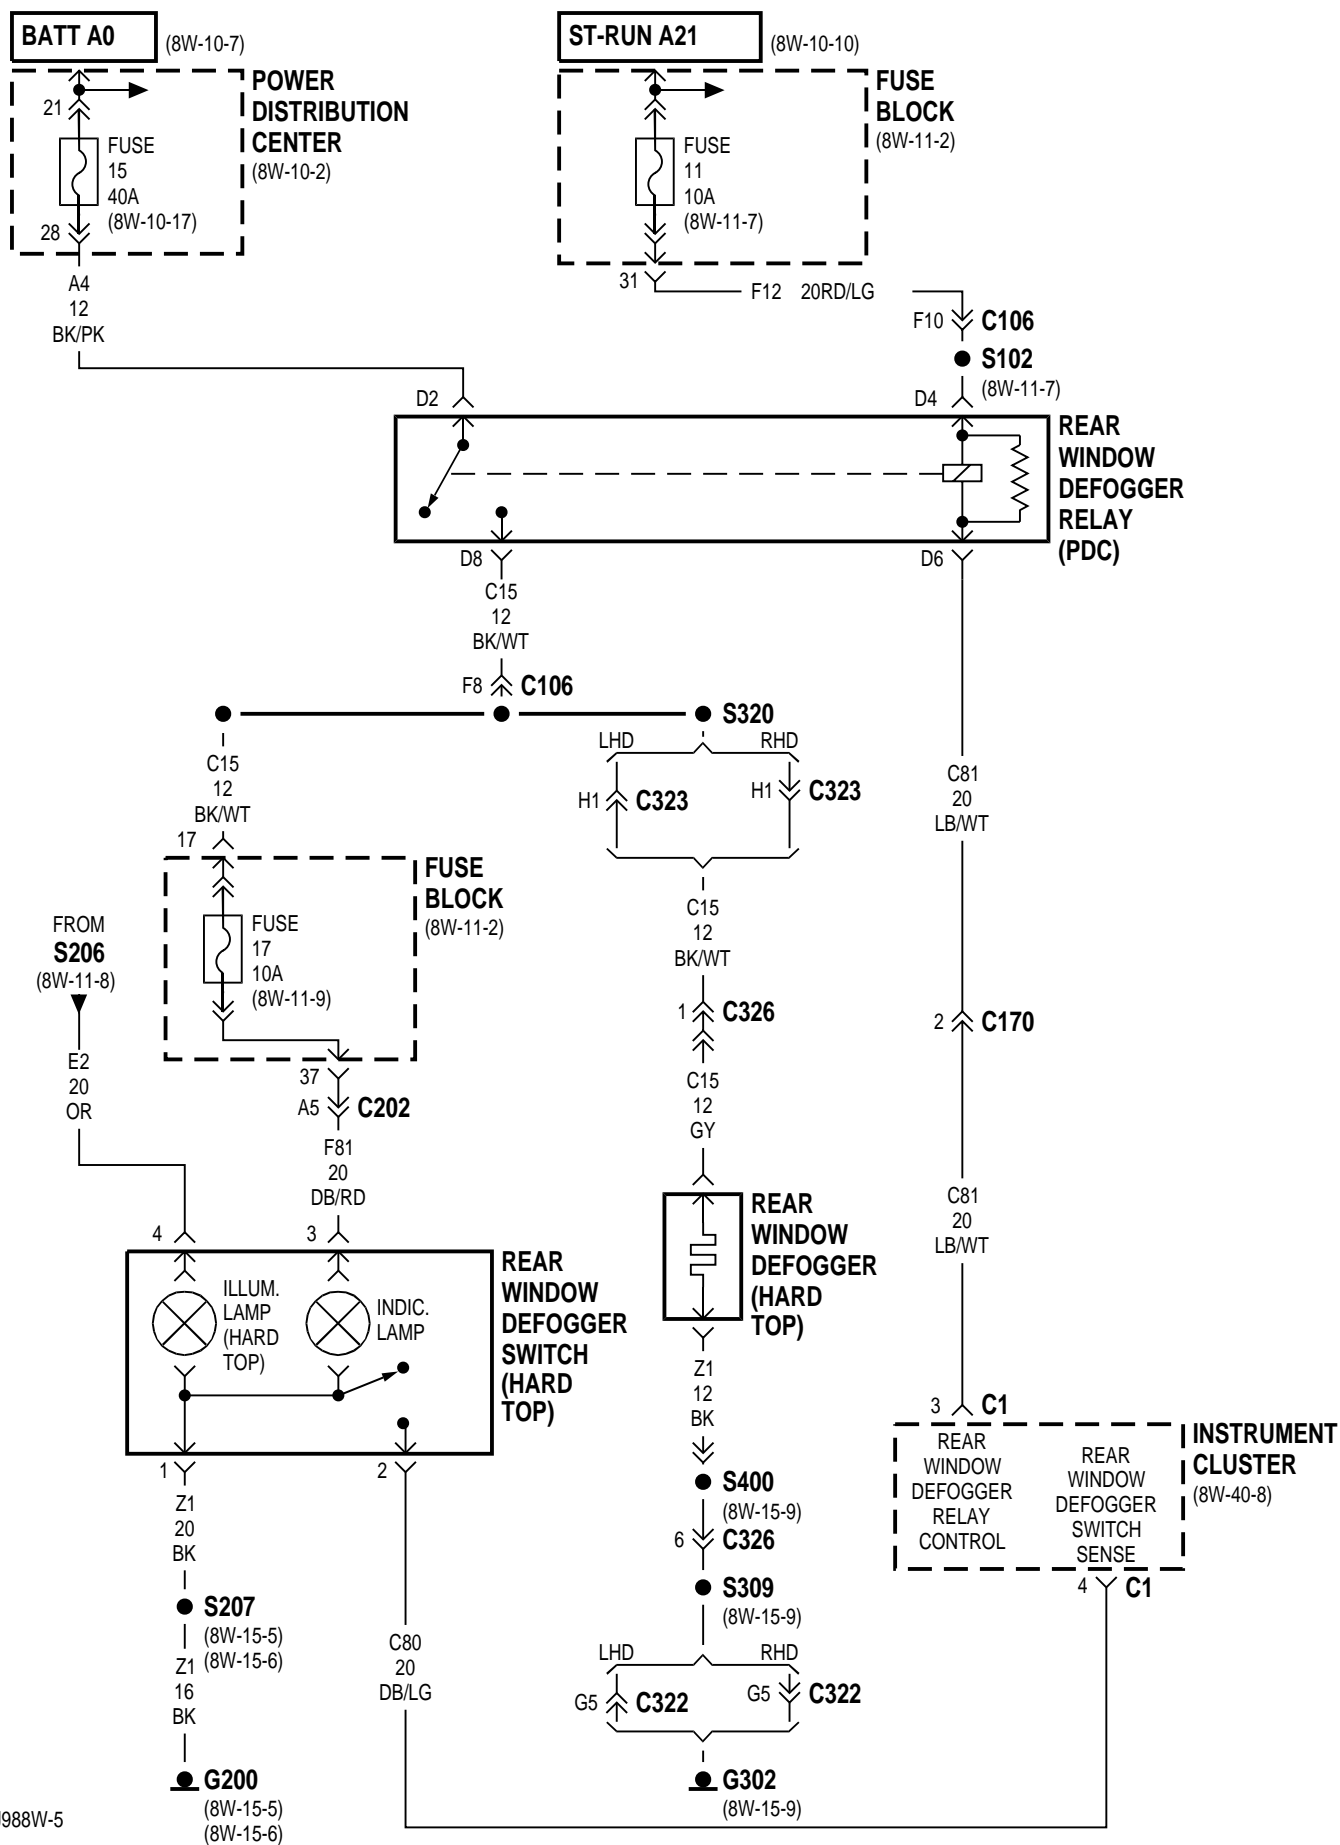 BATT A0
(8W-10-7)
ST-RUN A21
(8W-10-10)
POWER
DISTRIBUTION
CENTER
(8W-10-2)
21
FUSE
15
40A
(8W-10-17)
28
FUSE
BLOCK
(8W-11-2)
FUSE
11
10A
(8W-11-7)
31
A4
12
BK/PK
F12 20RD/LG
F10
C106
S102
(8W-11-7)
D2
D4
REAR
WINDOW
DEFOGGER
RELAY
(PDC)
D8
D6
C15
12
BK/WT
F8
C106
S320
LHD
RHD
H1
C323
H1
C323
C15
12
BK/WT
17
C81
20
LB/WT
FUSE
BLOCK
(8W-11-2)
FUSE
17
10A
(8W-11-9)
FROM
S206
(8W-11-8)
C15
12
BK/WT
1
C326
2
C170
E2
20
OR
37
A5
C202
F81
20
DB/RD
C15
12
GY
4
3
REAR
WINDOW
DEFOGGER
SWITCH
(HARD
TOP)
ILLUM.
LAMP
(HARD
TOP)
INDIC.
LAMP
REAR
WINDOW
DEFOGGER
(HARD
TOP)
C81
20
LB/WT
Z1
12
BK
3
C1
INSTRUMENT
CLUSTER
(8W-40-8)
REAR
WINDOW
DEFOGGER
RELAY
CONTROL
REAR
WINDOW
DEFOGGER
SWITCH
SENSE
4
C1
1
2
Z1
20
BK
S207
(8W-15-5)
(8W-15-6)
Z1
16
BK
G200
(8W-15-5)
(8W-15-6)
C80
20
DB/LG
S400
(8W-15-9)
6
C326
S309
(8W-15-9)
LHD
RHD
G5
C322
G5
C322
G302
(8W-15-9)
988W-5